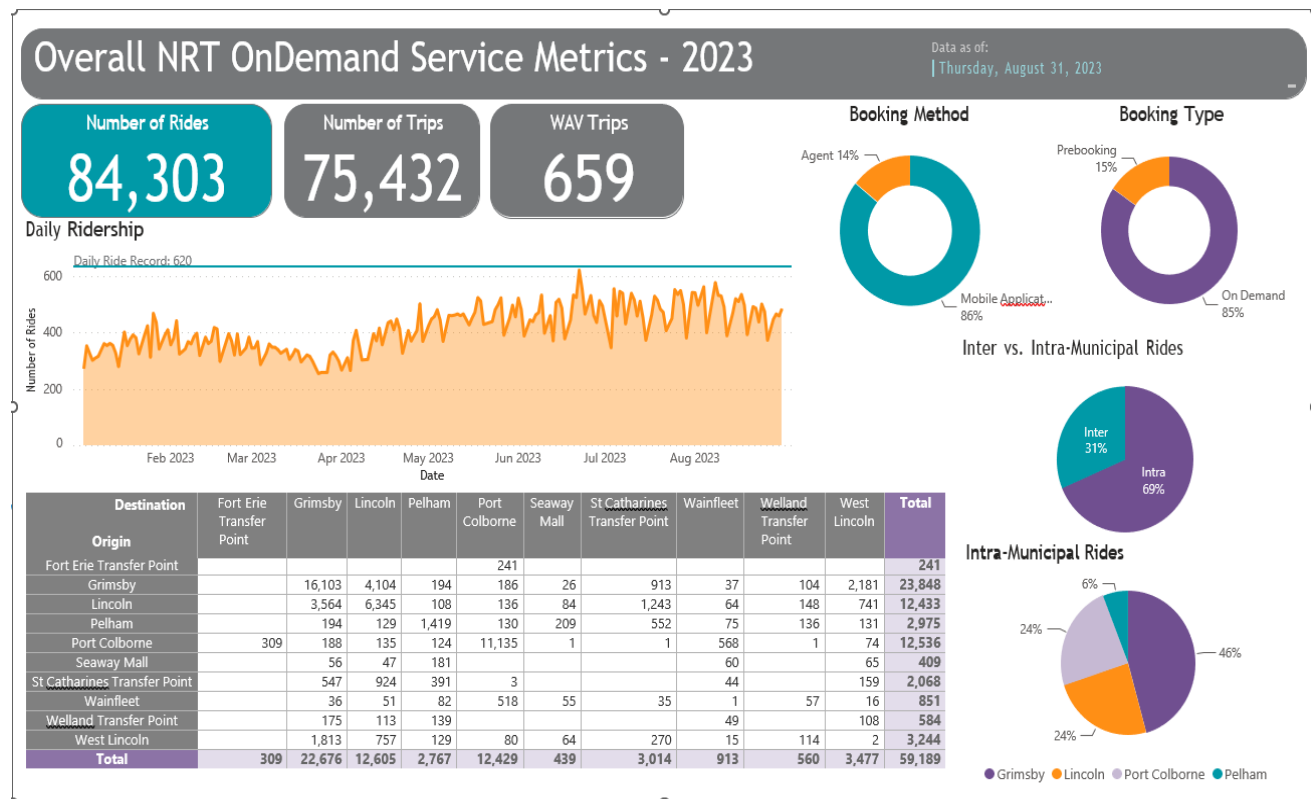 Overall NRT OnDemand Service Metrics - 2023
Data as of:
Thursday, August 31, 2023
Number of Rides
84,303
Number of Trips
75,432
WAV Trips
659
Booking Method
Agent 14%
Mobile Applicat...
86%
Booking Type
Prebooking
15%
On Demand
85%
Daily Ridership
Daily Ride Record: 620
Number of Rides
600
400
200
0
Feb 2023 Mar 2023 Apr 2023 May 2023 Jun 2023 Jul 2023 Aug 2023
Date
Inter vs. Intra-Municipal Rides
Inter
31%
Intra
69%
Destination Fort Erie Transfer Point Grimsby Lincoln Pelham Port Colborne Seaway Mall St Catharines Transfer Point Wainfleet Welland Transfer Point West Lincoln Total
Origin
Fort Erie Transfer Point 241 241
Grimsby 16,103 4,104 194 186 26 913 37 104 2,181 23,848
Lincoln 3,564 6,345 108 136 84 1,243 64 148 741 12,433
Pelham 194 129 1,419 130 209 552 75 136 131 2,975
Port Colborne 309 188 135 124 11,135 1 1 568 1 74 12,536
Seaway Mall 56 47 181 60 65 409
St Catharines Transfer Point 547 924 391 3 44 159 2,068
Wainfleet 36 51 82 518 55 35 1 57 16 851
Welland Transfer Point 175 113 139 49 108 584
West Lincoln 1,813 757 129 80 64 270 15 114 2 3,244
Total 309 22,676 12,605 2,767 12,429 439 3,014 913 560 3,477 59,189
Intra-Municipal Rides
6%
24%
46%
24%
Grimsby Lincoln Port Colborne Pelham